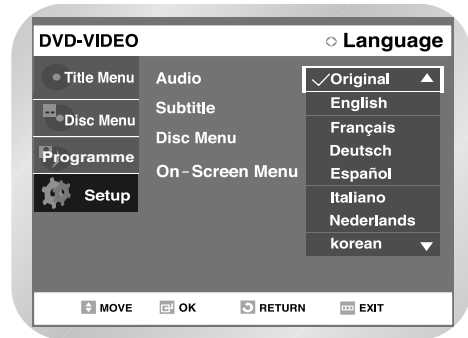 DVD-VIDEO
Language
Title Menu
Disc Menu
Programme
Setup
Audio
Subtitle
Disc Menu
On-Screen Menu
✓Original ▲
English
Français
Deutsch
Español
Italiano
Nederlands
korean ▼
MOVE OK RETURN EXIT